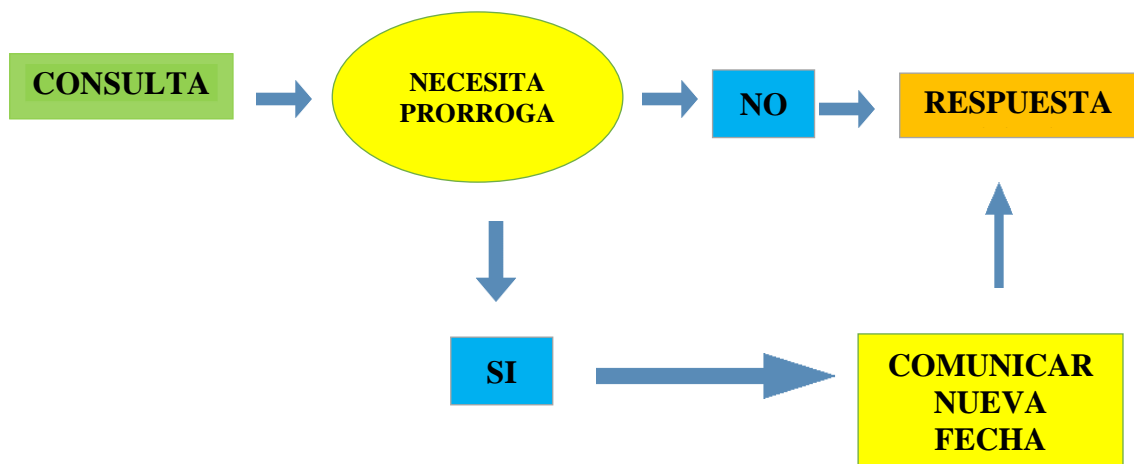 CONSULTA
NECESITA
PRORROGA
NO
RESPUESTA
SI
COMUNICAR
NUEVA
FECHA